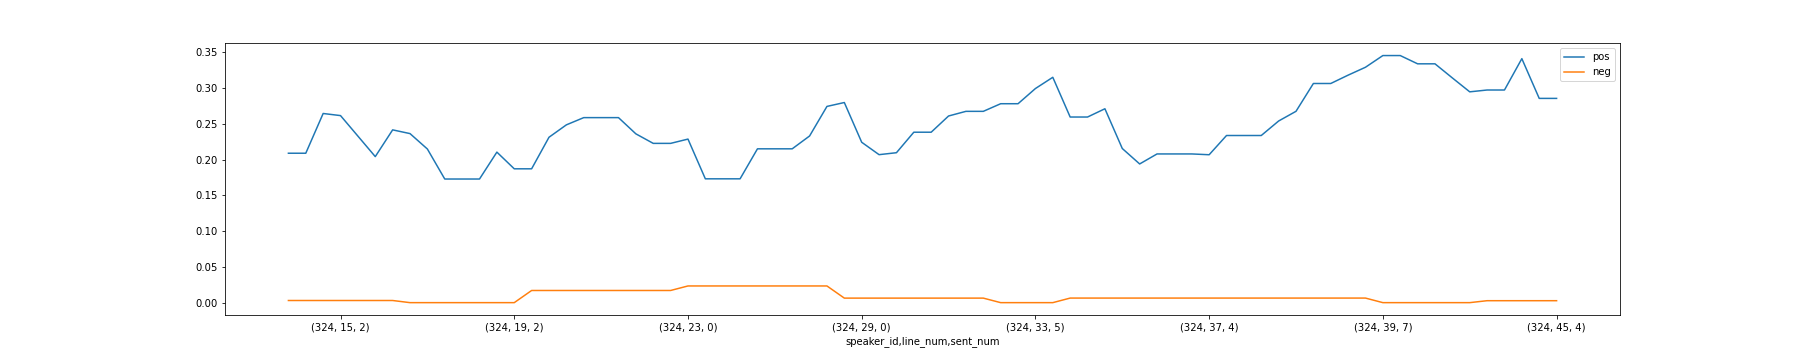 0.35
0.30
0.25
0.20
0.15
0.10
0.05
0.00
pos
neg
(324, 15, 2) (324, 19, 2) (324, 23, 0) (324, 29, 0) (324, 33, 5) (324, 37, 4) (324, 39, 7) (324, 45, 4)
speaker_id,line_num,sent_num